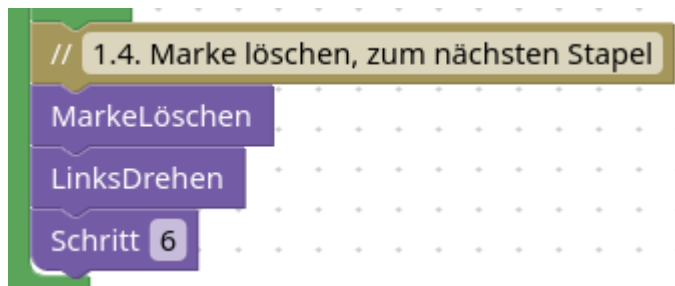 // 1.4. Marke löschen, zum nächsten Stapel
MarkeLöschen
LinksDrehen
Schritt 6